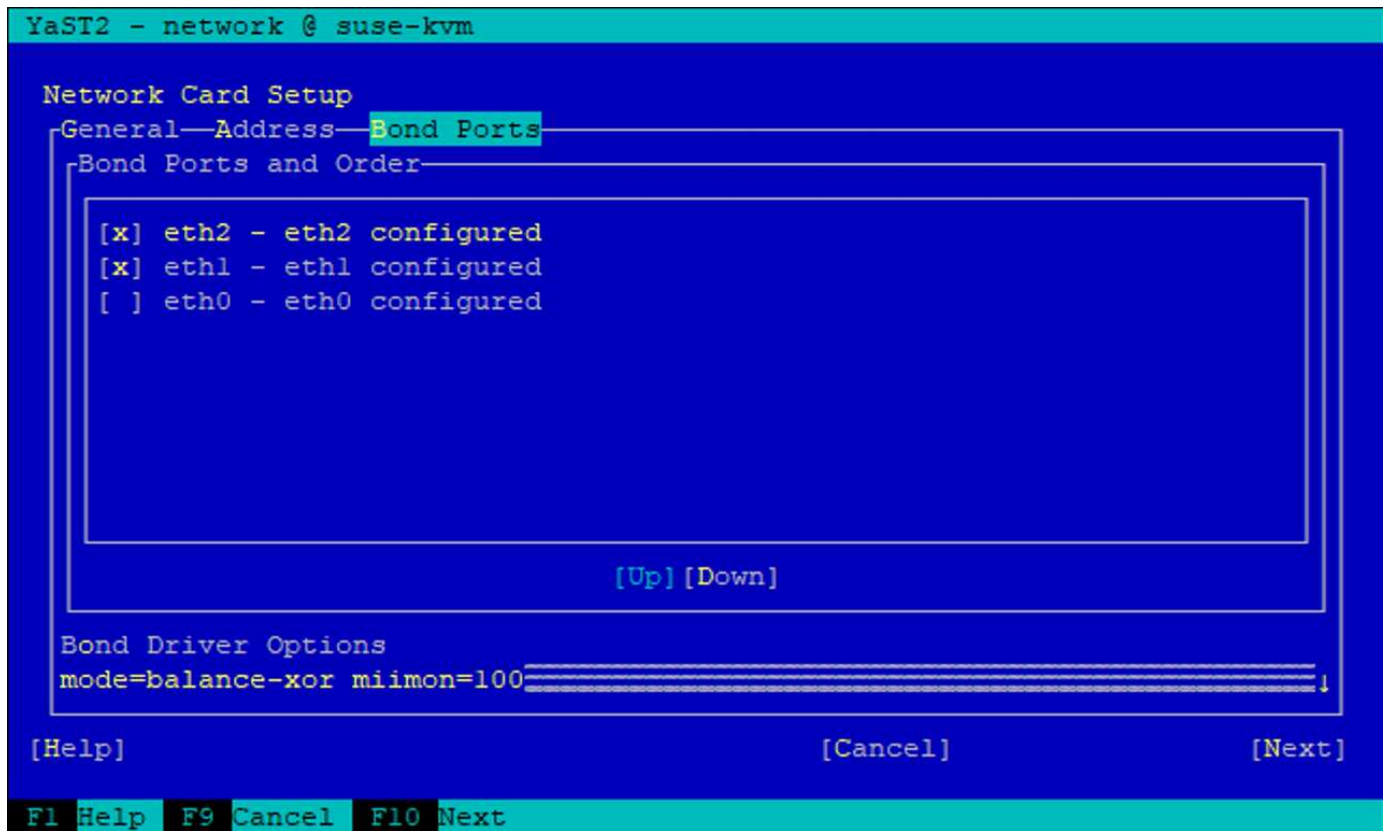 YaST2 - network @ suse-kvm
Network Card Setup
General Address Bond Ports
Bond Ports and Order
[x] eth2 - eth2 configured
[x] eth1 - eth1 configured
[ ] eth0 - eth0 configured
[Up][Down]
Bond Driver Options
mode=balance-xor miimon=100
[Help] [Cancel] [Next]
F1 Help F9 Cancel F10 Next